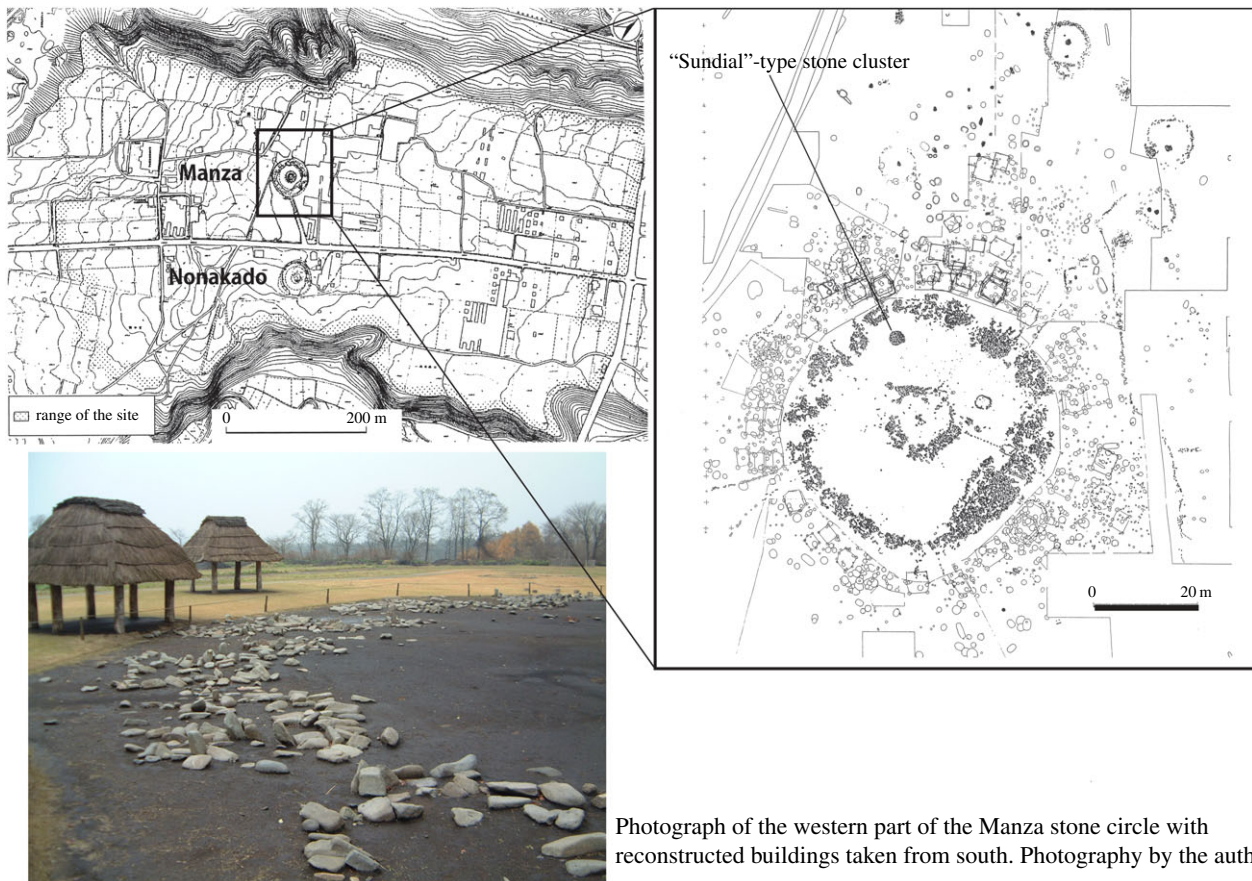 Manza
Nonakado
range of the site
0 200 m
“Sundial”-type stone cluster
0 20 m
Photograph of the western part of the Manza stone circle with
reconstructed buildings taken from south. Photography by the auth